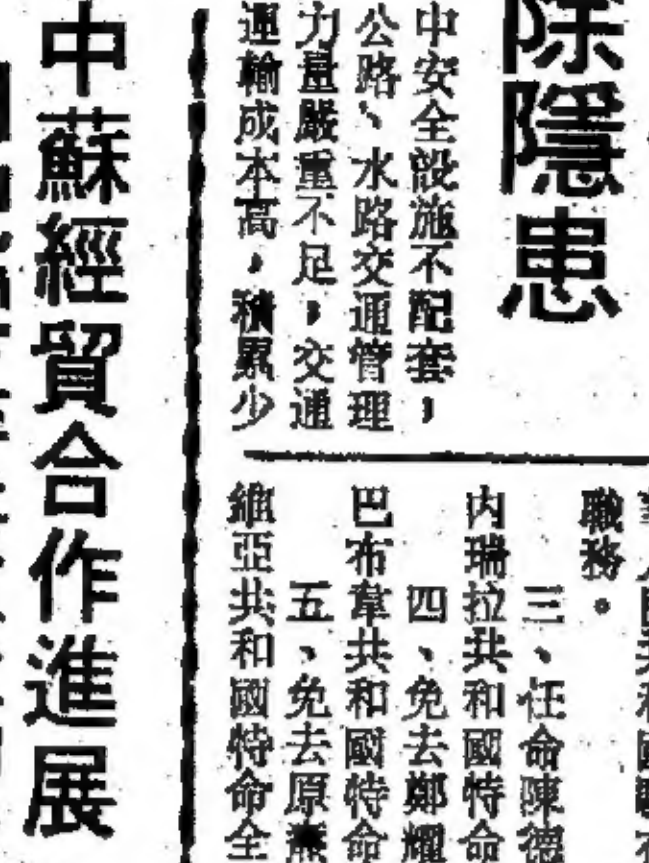 除隱患
中安全設施不配套，
公路、水路交通管理
力量嚴重不足，交通
運輸成本高，積累少
職務。
三、任命陳德
內瑞拉共和國特命
四、免去鄭耀
巴布韋共和國特命
五、免去原燕
維亞共和國特命全
中蘇經貿合作進展